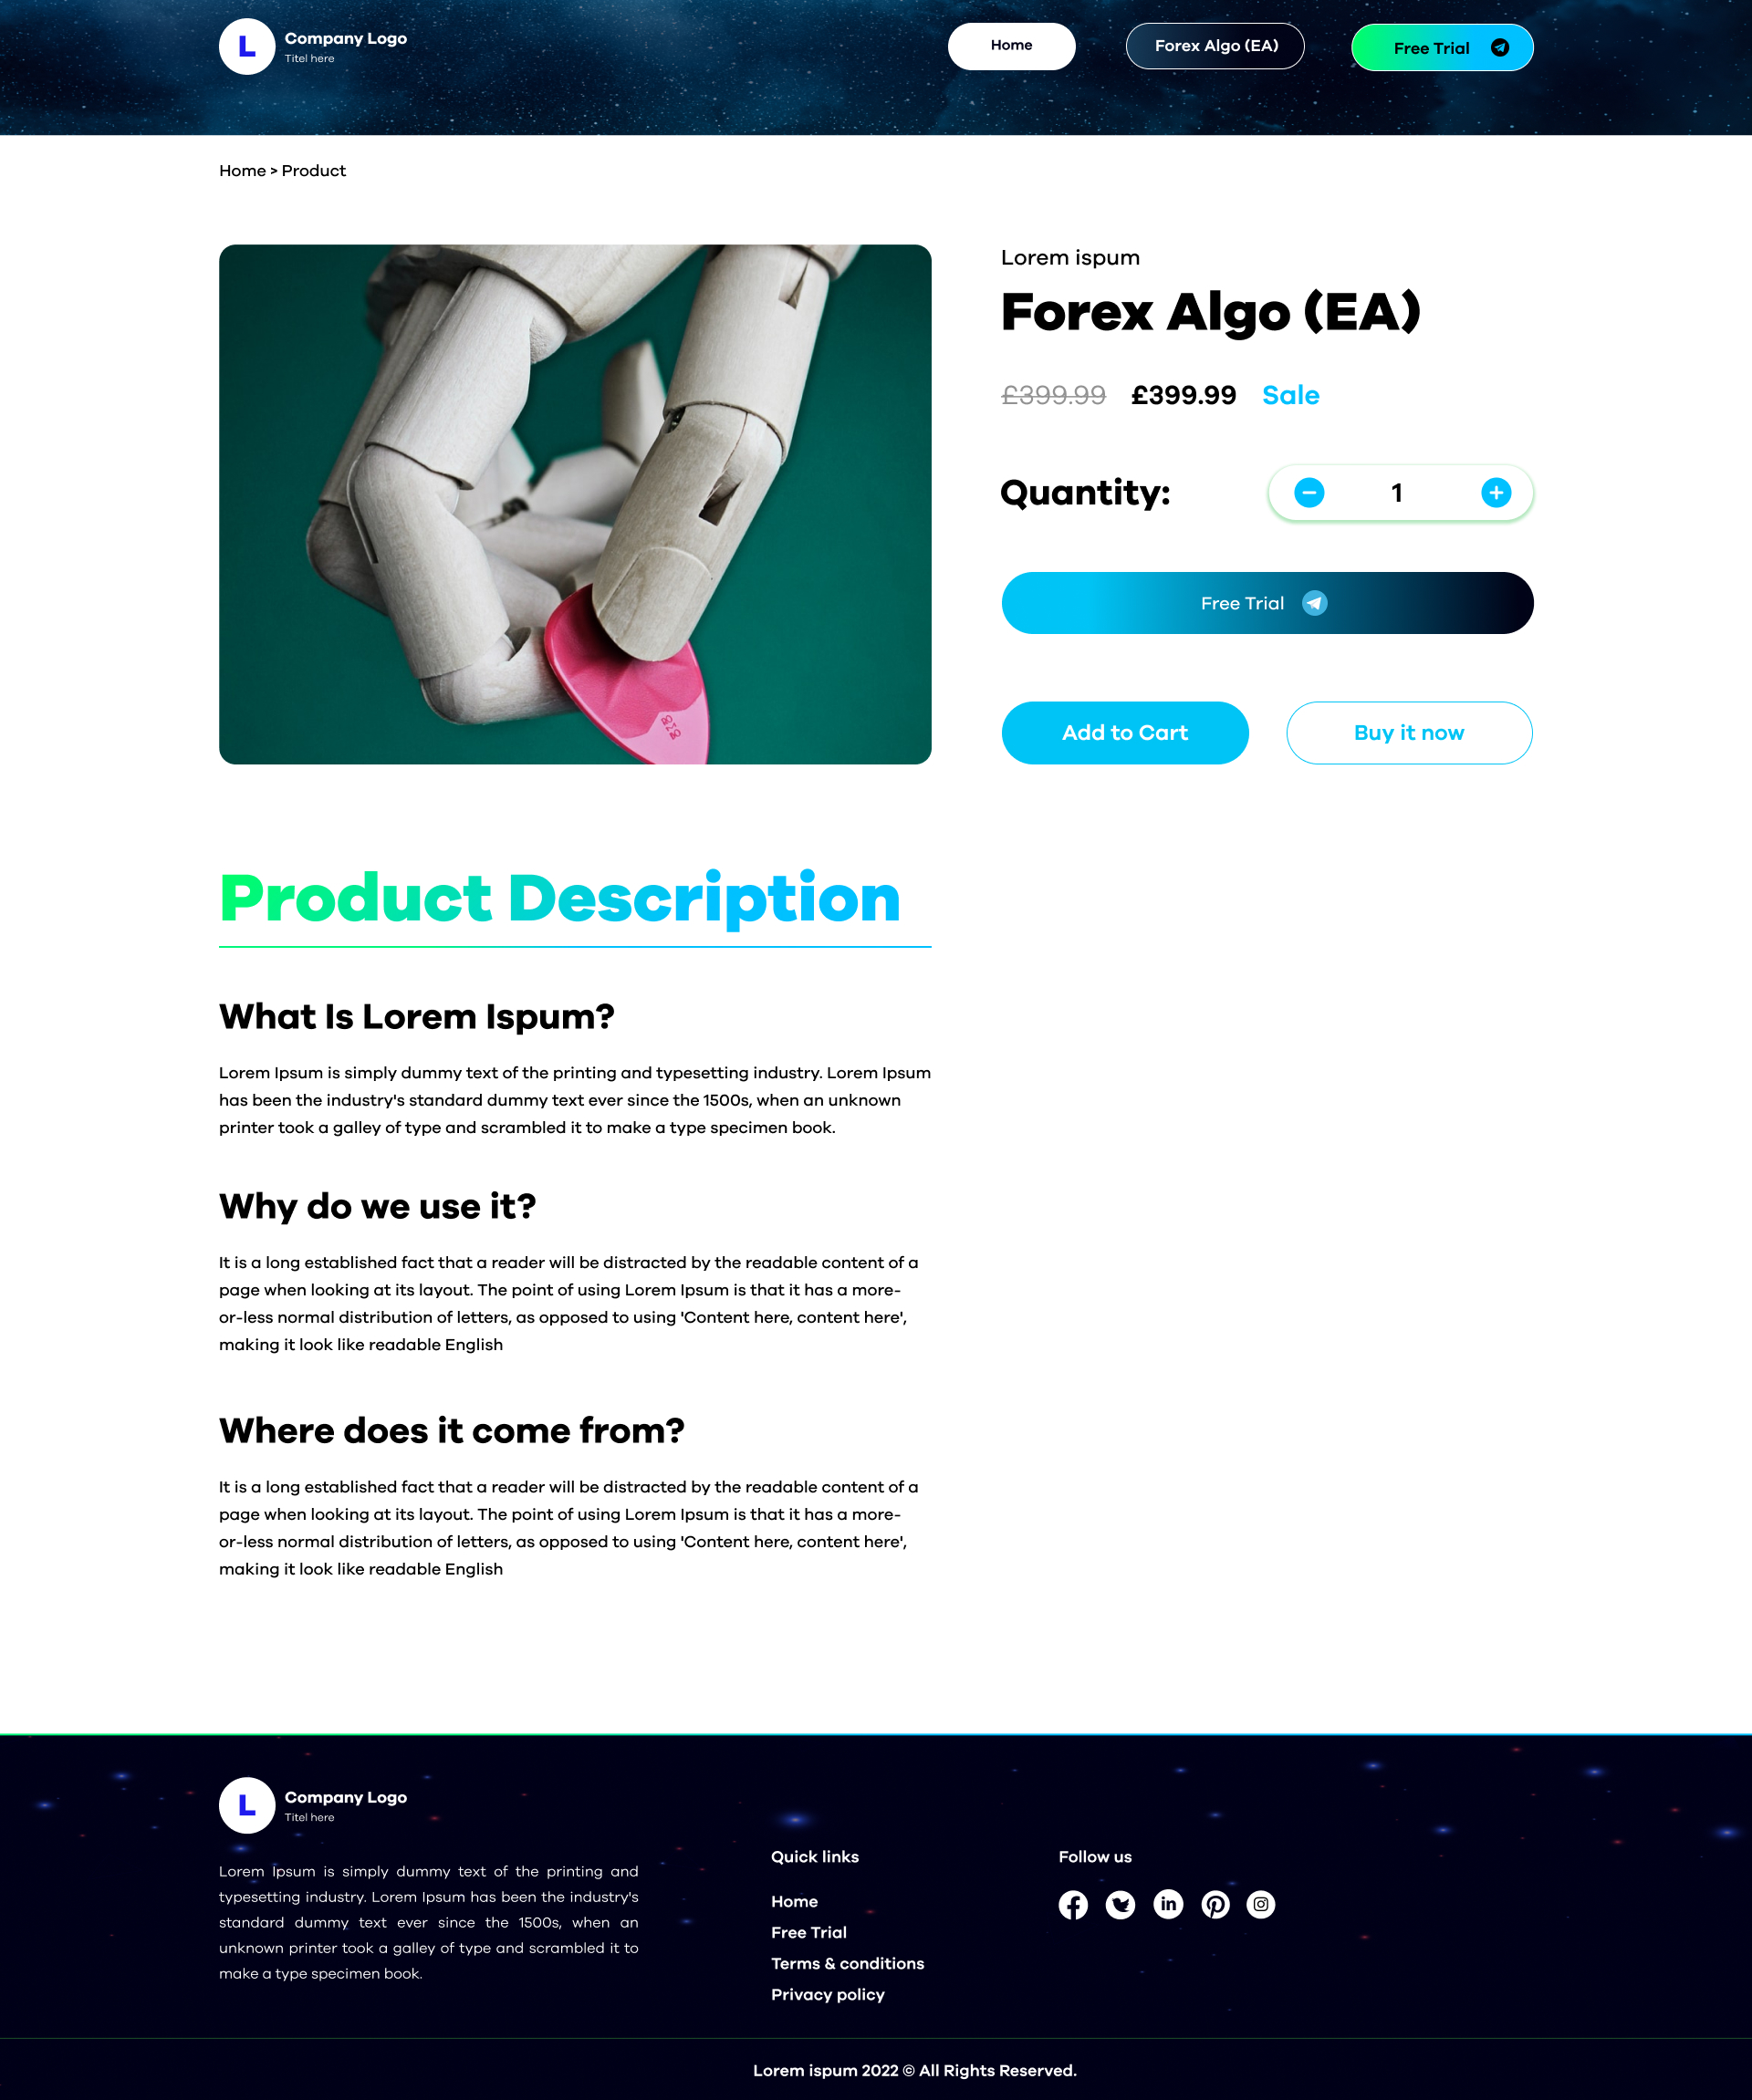 L
Company Logo
Titel here
Home
Forex Algo (EA)
Free Trial
Home > Product
Lorem ispum
Forex Algo (EA)
£399.99 £399.99 Sale
Quantity: 1
Free Trial
Add to Cart
Buy it now
Product Description
What Is Lorem Ispum?
Lorem Ipsum is simply dummy text of the printing and typesetting industry. Lorem Ipsum
has been the industry's standard dummy text ever since the 1500s, when an unknown
printer took a galley of type and scrambled it to make a type specimen book.
Why do we use it?
It is a long established fact that a reader will be distracted by the readable content of a
page when looking at its layout. The point of using Lorem Ipsum is that it has a more-
or-less normal distribution of letters, as opposed to using 'Content here, content here',
making it look like readable English
Where does it come from?
It is a long established fact that a reader will be distracted by the readable content of a
page when looking at its layout. The point of using Lorem Ipsum is that it has a more-
or-less normal distribution of letters, as opposed to using 'Content here, content here',
making it look like readable English
L
Company Logo
Titel here
Lorem Ipsum is simply dummy text of the printing and
typesetting industry. Lorem Ipsum has been the industry's
standard dummy text ever since the 1500s, when an
unknown printer took a galley of type and scrambled it to
make a type specimen book.
Quick links
Home
Free Trial
Terms & conditions
Privacy policy
Follow us
Lorem ispum 2022 © All Rights Reserved.